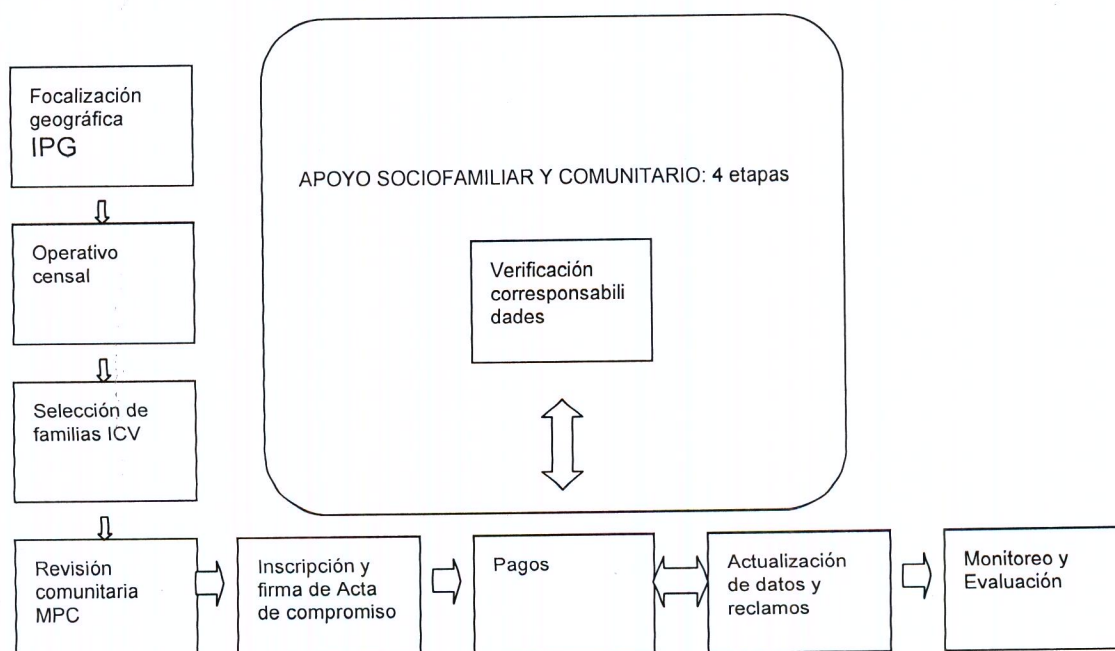 Focalización
geográfica
IPG
Operativo
censal
Selección de
familias ICV
Revisión
comunitaria
MPC
APOYO SOCIOFAMILIAR Y COMUNITARIO: 4 etapas
Verificación
corresponsabili
dades
Inscripción y
firma de Acta
de compromiso
Pagos
Actualización
de datos y
reclamos
Monitoreo y
Evaluación